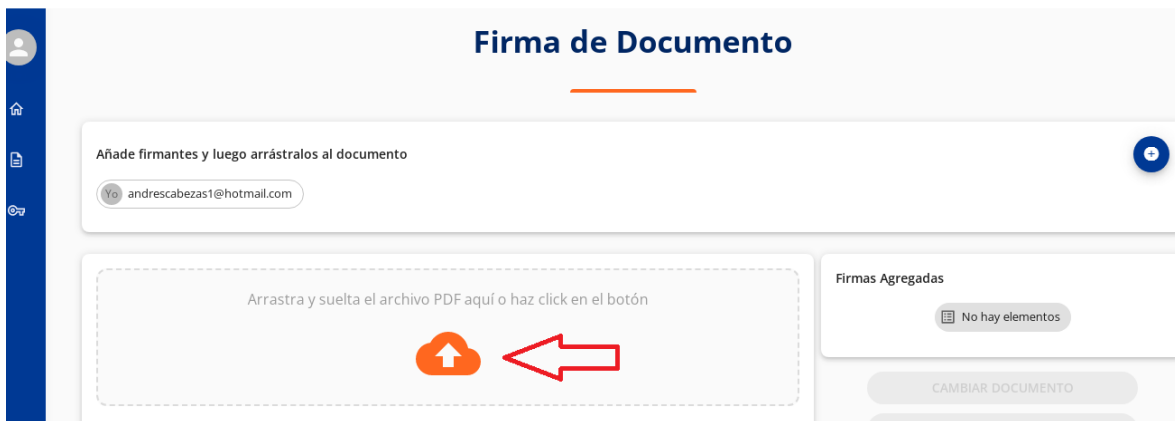 Firma de Documento
Añade firmantes y luego arrástralos al documento
Yo andrescabezas1@hotmail.com
Arrastra y suelta el archivo PDF aquí o haz click en el botón
Firmas Agregadas
No hay elementos
CAMBIAR DOCUMENTO